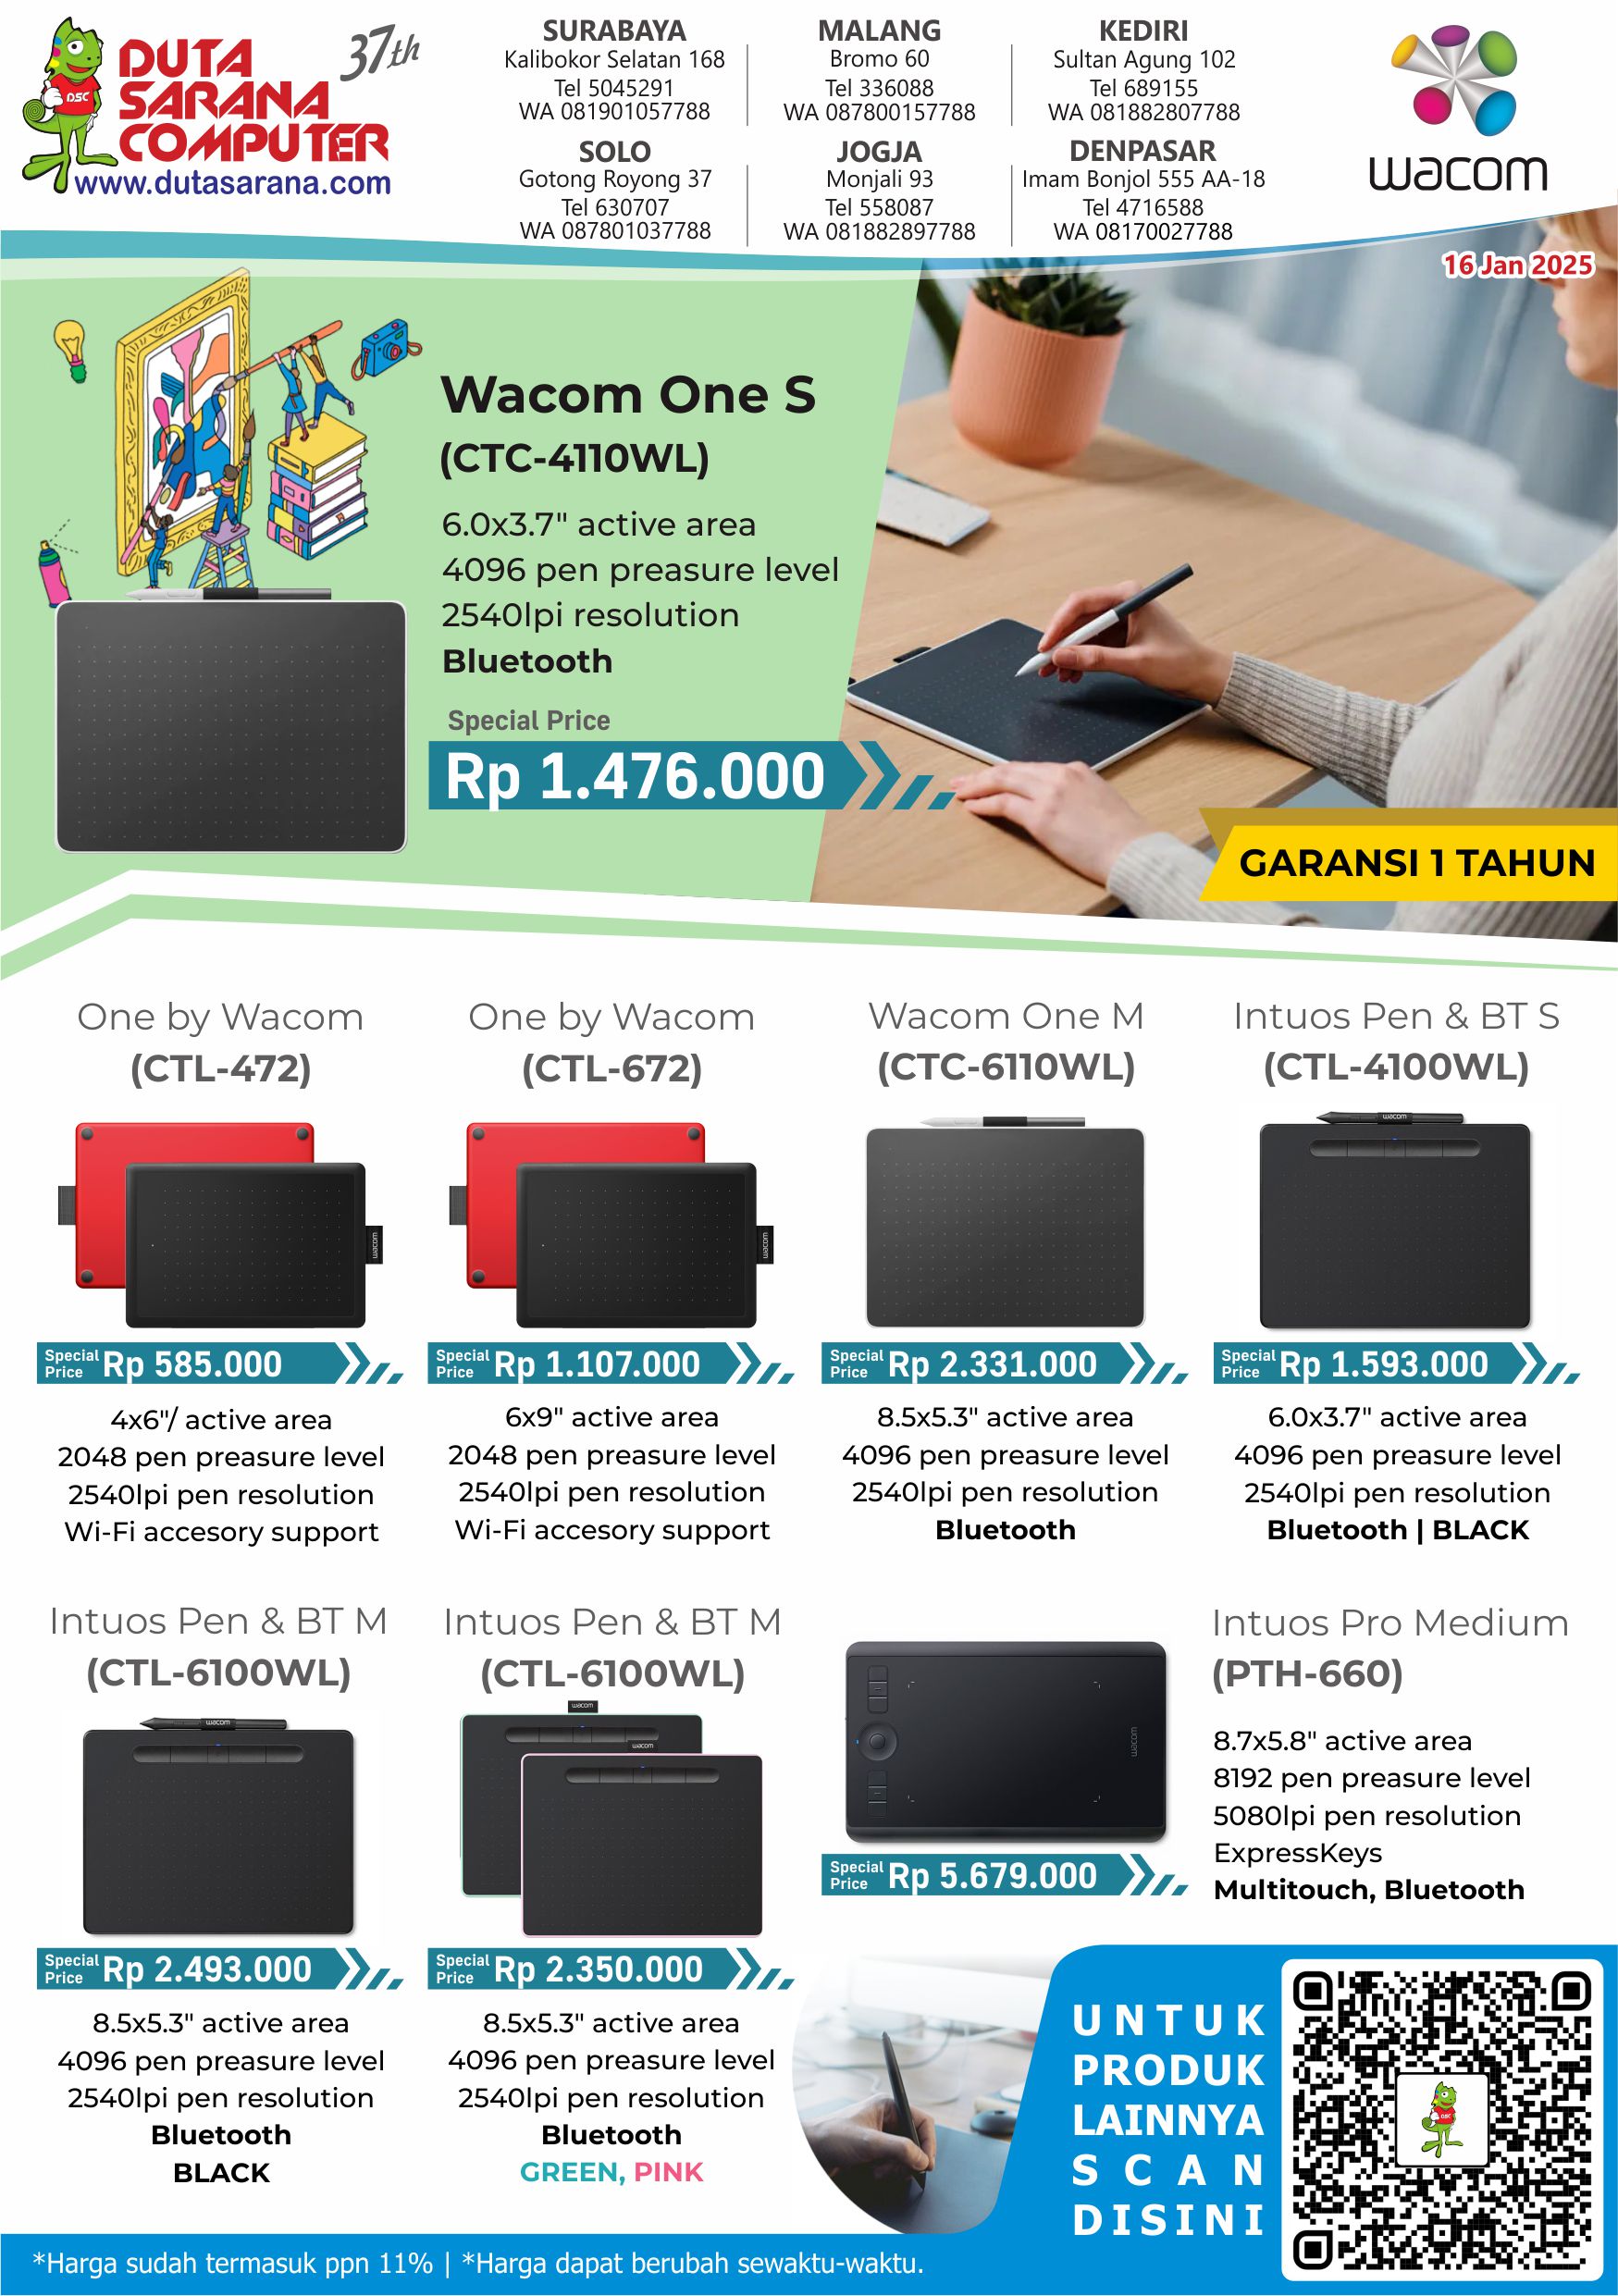 DUTA
SARANA
COMPUTER
37th
DSC
www.dutasarana.com
SURABAYA
Kalibokor Selatan 168
Tel 5045291
WA 081901057788
MALANG
Bromo 60
Tel 336088
WA 087800157788
KEDIRI
Sultan Agung 102
Tel 689155
WA 081882807788
SOLO
Gotong Royong 37
Tel 630707
WA 087801037788
JOGJA
Monjali 93
Tel 558087
WA 081882897788
DENPASAR
Imam Bonjol 555 AA-18
Tel 4716588
WA 08170027788
wacom
16 Jan 2025
Wacom One S
(CTC-4110WL)
6.0x3.7" active area
4096 pen preasure level
2540lpi resolution
Bluetooth
Special Price
Rp 1.476.000
GARANSI 1 TAHUN
One by Wacom
(CTL-472)
wacom
Special Price Rp 585.000
4x6"/ active area
2048 pen preasure level
2540lpi pen resolution
Wi-Fi accesory support
One by Wacom
(CTL-672)
wacom
Special Price Rp 1.107.000
6x9" active area
2048 pen preasure level
2540lpi pen resolution
Wi-Fi accesory support
Wacom One M
(CTC-6110WL)
Special Price Rp 2.331.000
8.5x5.3" active area
4096 pen preasure level
2540lpi pen resolution
Bluetooth
Intuos Pen & BT S
(CTL-4100WL)
wacom
Special Price Rp 1.593.000
6.0x3.7" active area
4096 pen preasure level
2540lpi pen resolution
Bluetooth | BLACK
Intuos Pen & BT M
(CTL-6100WL)
wacom
Special Price Rp 2.493.000
8.5x5.3" active area
4096 pen preasure level
2540lpi pen resolution
Bluetooth
BLACK
Intuos Pen & BT M
(CTL-6100WL)
wacom
wacom
Special Price Rp 2.350.000
8.5x5.3" active area
4096 pen preasure level
2540lpi pen resolution
Bluetooth
GREEN, PINK
wacom
Special Price Rp 5.679.000
Intuos Pro Medium
(PTH-660)
8.7x5.8" active area
8192 pen preasure level
5080lpi pen resolution
ExpressKeys
Multitouch, Bluetooth
UNTUK
PRODUK
LAINNYA
SCAN
DISINI
DSC
*Harga sudah termasuk ppn 11% | *Harga dapat berubah sewaktu-waktu.